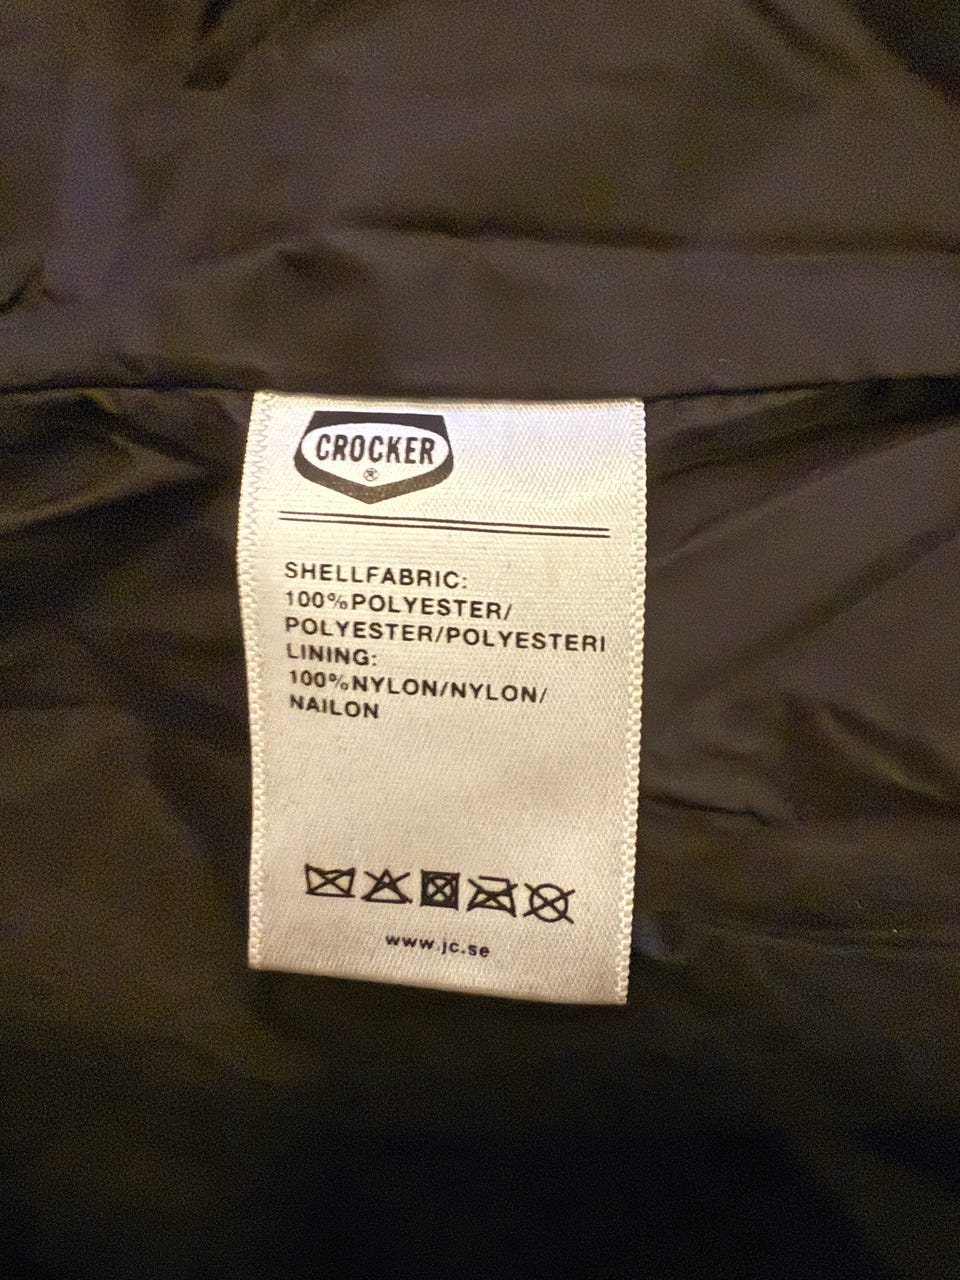 CROCKER
®
SHELLFABRIC:
100%POLYESTER/
POLYESTER/POLYESTERI
LINING:
100%NYLON/NYLON/
NAILON
www.jc.se